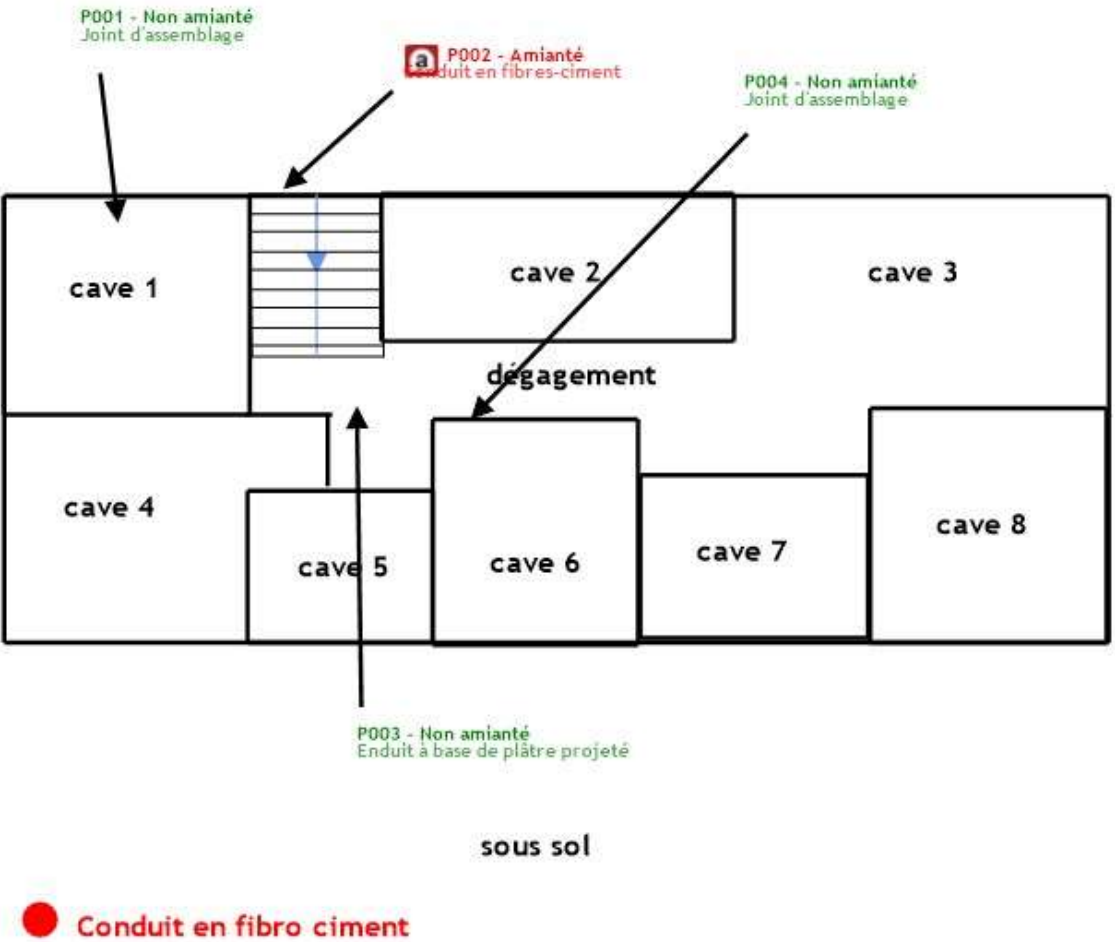 P001 - Non amianté
Joint d'assemblage
a P002 - Amianté
Conduit en fibres-ciment
P004 - Non amianté
Joint d'assemblage
cave 1
cave 2
cave 3
dégagement
cave 4
cave 5
cave 6
cave 7
cave 8
P003 - Non amianté
Enduit à base de plâtre projeté
sous sol
Conduit en fibro ciment